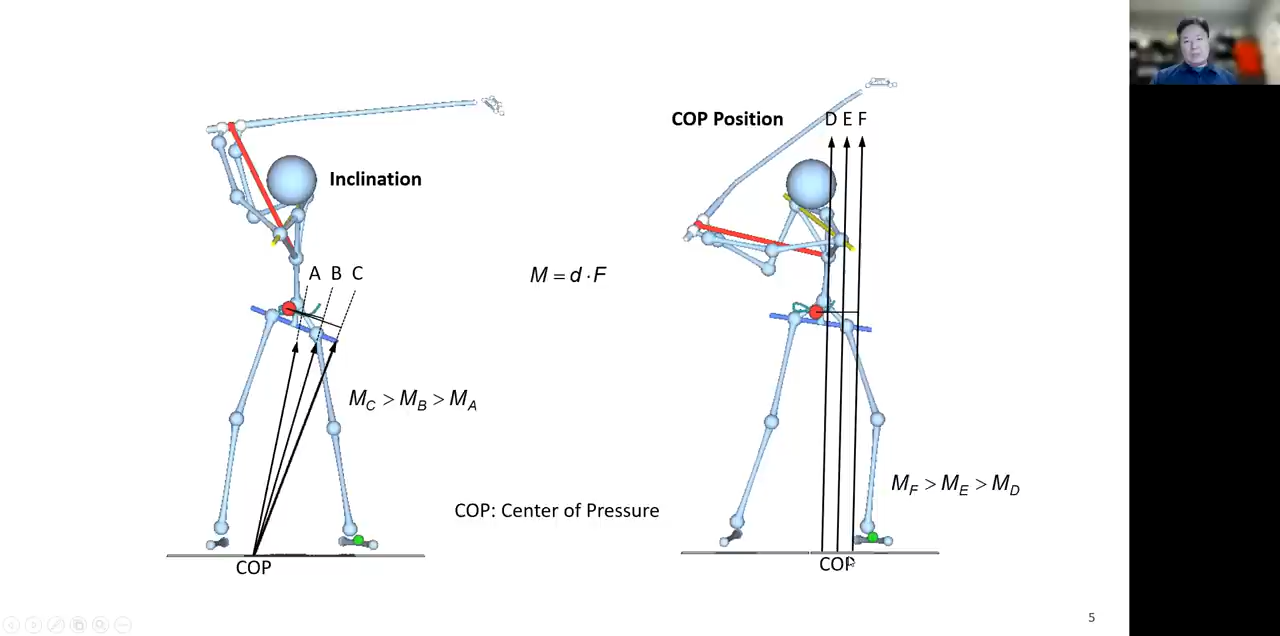 Inclination
A B C
M = d · F
M_C > M_B > M_A
COP
COP Position
D E F
M_F > M_E > M_D
COP: Center of Pressure
COP
5